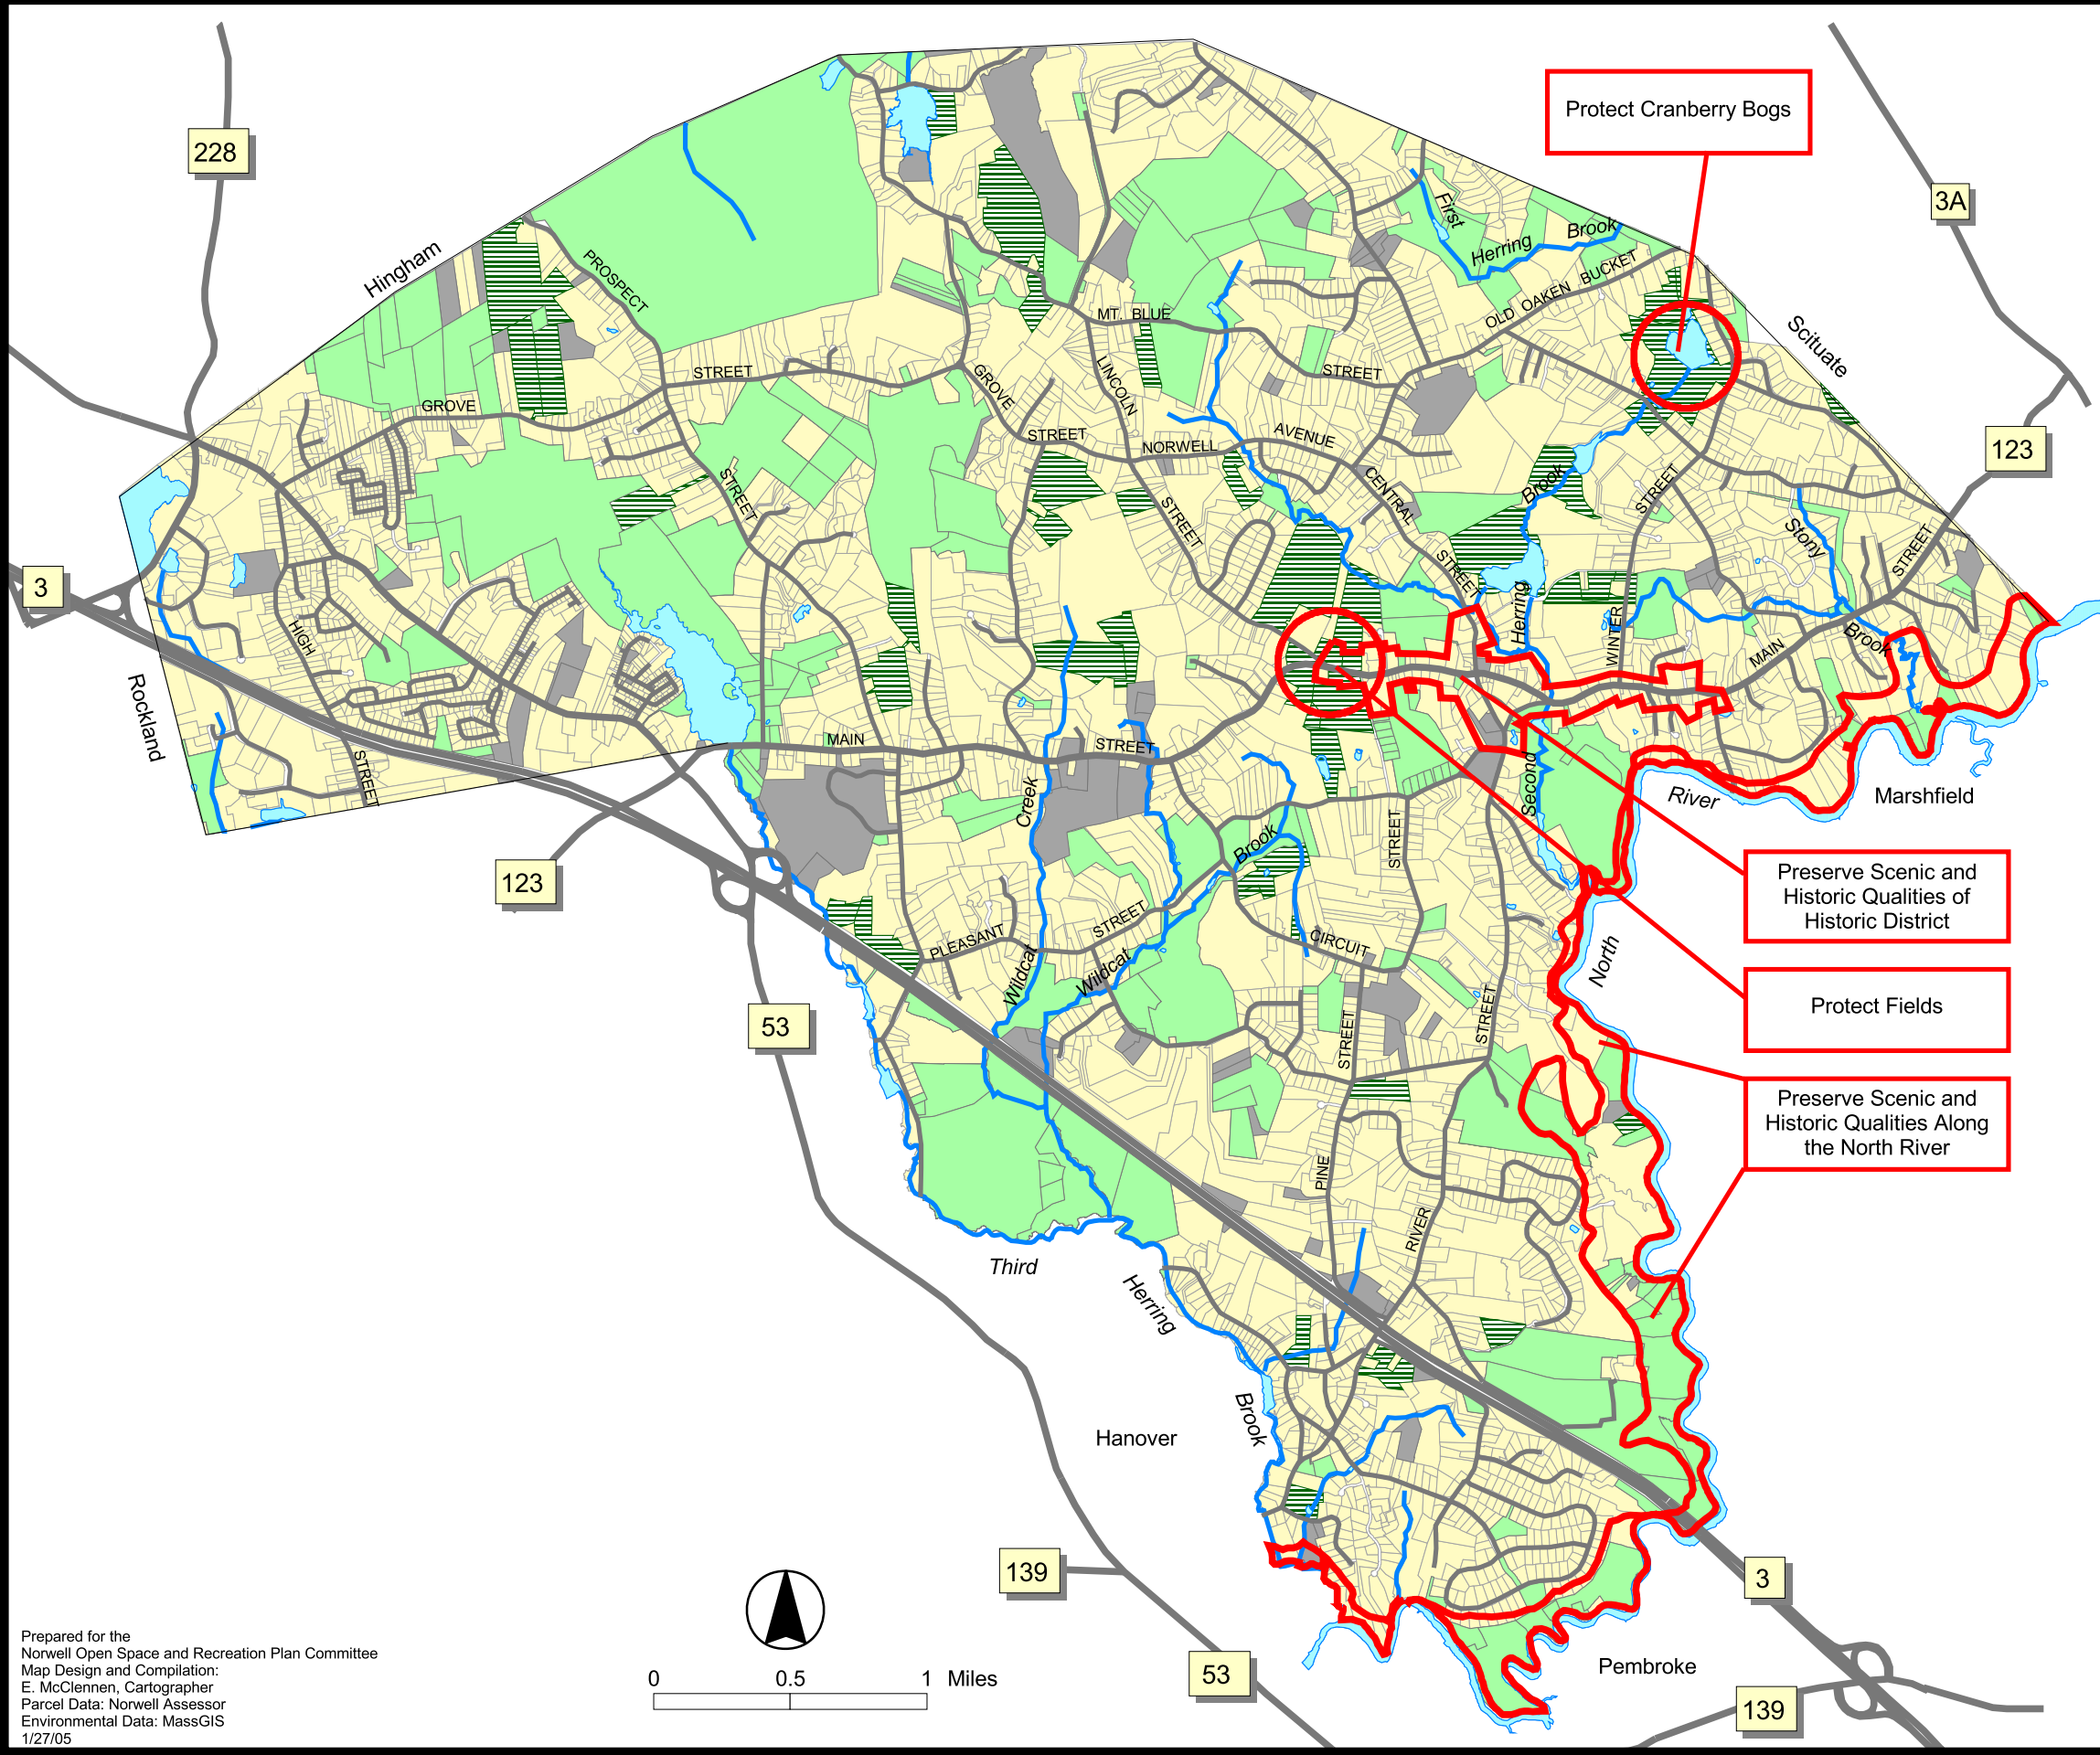 Protect Cranberry Bogs
228
3A
First
Herring
Brook
Hingham
PROSPECT
OLD OAKEN BUCKET
MT. BLUE
Scituate
STREET
GROVE
LINCOLN
STREET
GROVE
STREET
NORWELL
AVENUE
123
STREET
STREET
CENTRAL
STREET
Brook
STREET
Stony
STREET
3
HIGH
Herring
WINTER
MAIN
Brook
Rockland
STREET
MAIN
STREET
Creek
Second
River
Marshfield
Brook
STREET
123
Preserve Scenic and
Historic Qualities of
Historic District
PLEASANT
STREET
CIRCUIT
Wildcat
Wildcat
North
Protect Fields
53
STREET
STREET
Preserve Scenic and
Historic Qualities Along
the North River
PINE
RIVER
Third
Herring
Brook
Hanover
139
3
53
Pembroke
139
Prepared for the
Norwell Open Space and Recreation Plan Committee
Map Design and Compilation:
E. McClennen, Cartographer
Parcel Data: Norwell Assessor
Environmental Data: MassGIS
1/27/05
0 0.5 1 Miles